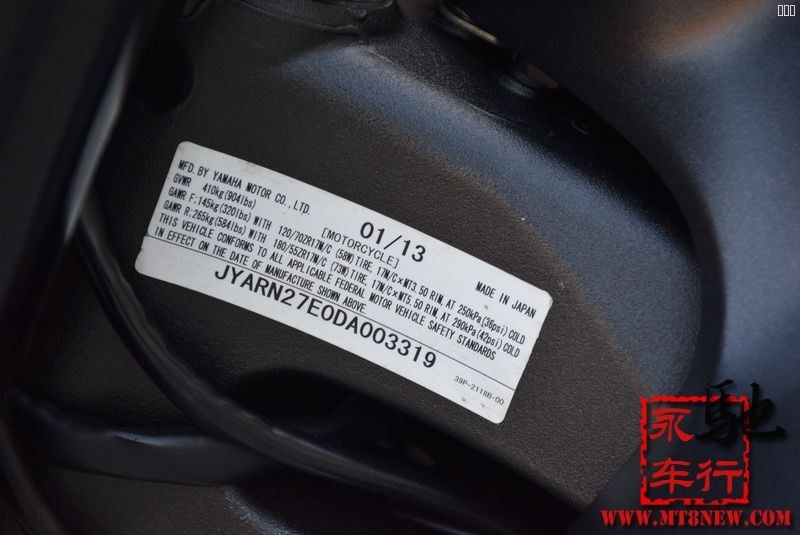 MFD. BY YAMAHA MOTOR CO., LTD.
01/13
GVWR 410kg(904lbs) [MOTORCYCLE] MADE IN JAPAN
GAWR F:145kg(320lbs) WITH 120/70ZR17M/C (58W)TIRE, 17M/C×MT3.50 RIM, AT 250kPa(36psi)COLD
GAWR R:265kg(584lbs) WITH 180/55ZR17M/C (73W)TIRE, 17M/C×MT5.50 RIM, AT 290kPa(42psi)COLD
THIS VEHICLE CONFORMS TO ALL APPLICABLE FEDERAL MOTOR VEHICLE SAFETY STANDARDS
IN EFFECT ON THE DATE OF MANUFACTURE SHOWN ABOVE.
JYARN27E0DA003319
39P-2118B-00
永馳
车行
WWW.MT8NEW.COM